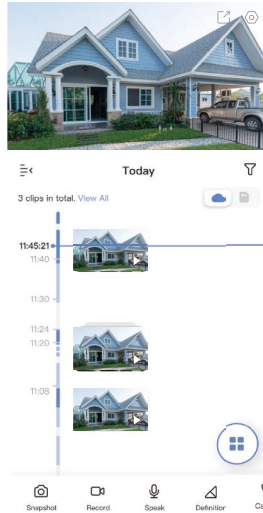 Today
3 clips in total. View All
11:45:21
11:40
11:30
11:24
11:20
11:08
Snapshot
Record
Speak
Definition
Ca